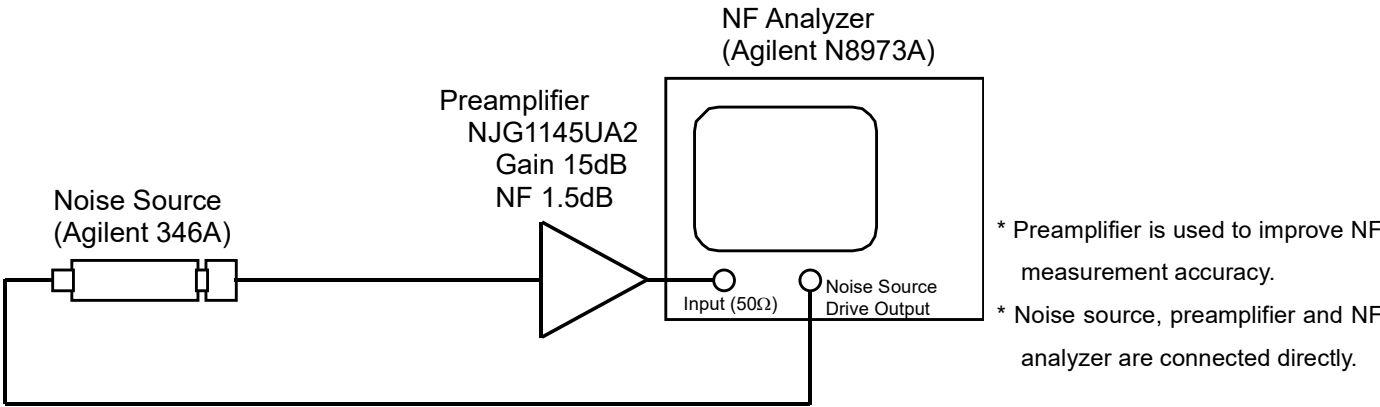 NF Analyzer
(Agilent N8973A)
Preamplifier
NJG1145UA2
Gain 15dB
NF 1.5dB
Noise Source
(Agilent 346A)
Input (50Ω)
Noise Source
Drive Output
* Preamplifier is used to improve NF
measurement accuracy.
* Noise source, preamplifier and NF
analyzer are connected directly.